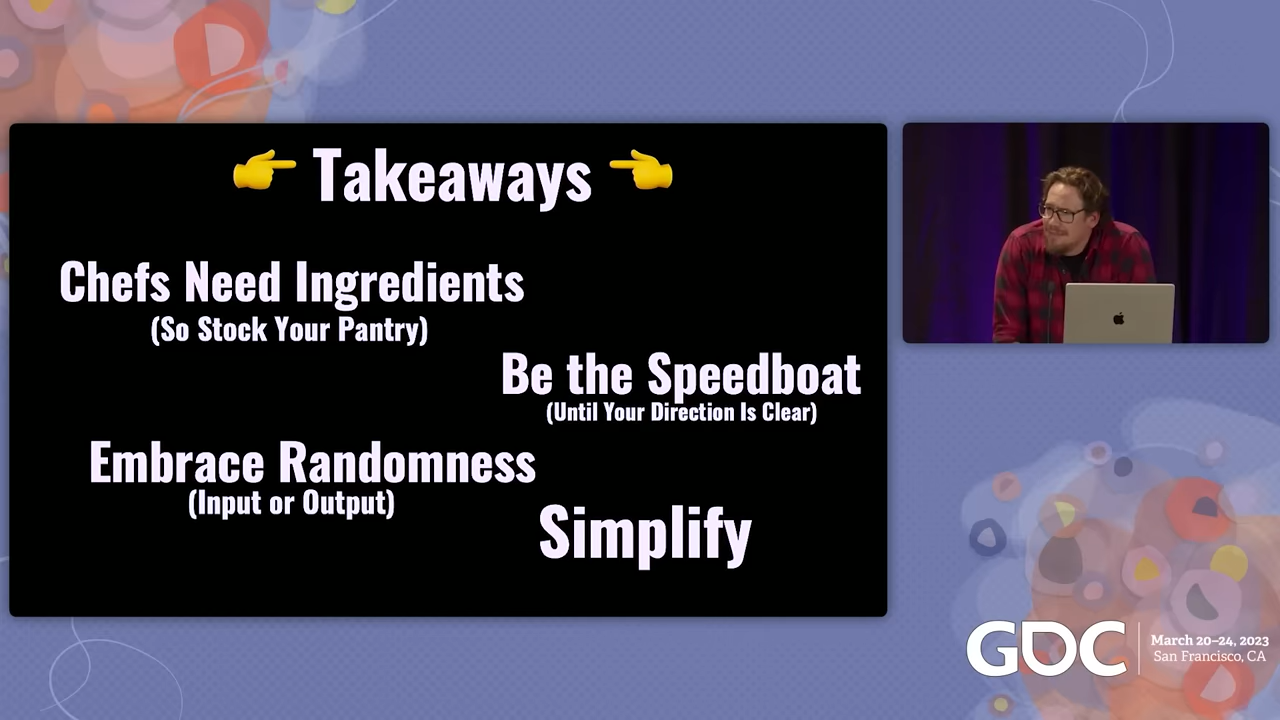 👉 Takeaways 👈
Chefs Need Ingredients
(So Stock Your Pantry)
Be the Speedboat
(Until Your Direction Is Clear)
Embrace Randomness
(Input or Output)
Simplify
GDC
March 20–24, 2023
San Francisco, CA